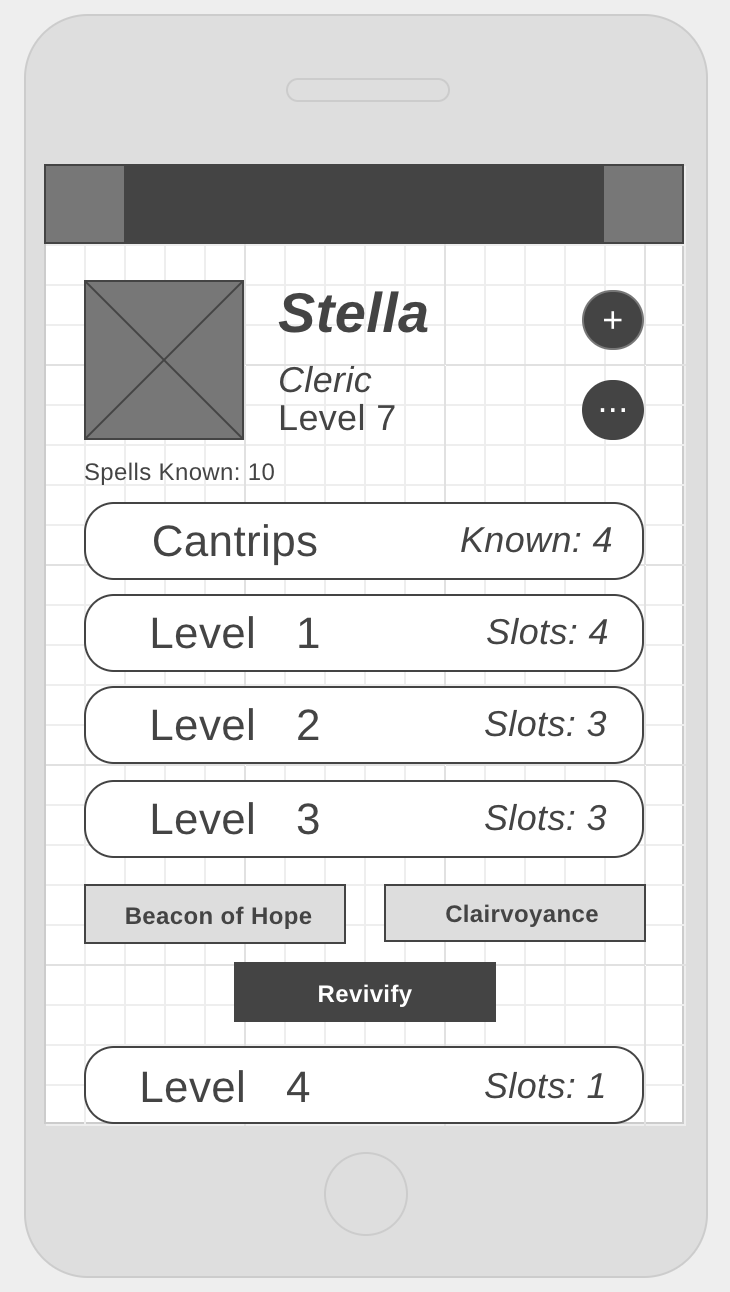 Stella
+
Cleric
Level 7
...
Spells Known: 10
Cantrips Known: 4
Level 1 Slots: 4
Level 2 Slots: 3
Level 3 Slots: 3
Beacon of Hope Clairvoyance
Revivify
Level 4 Slots: 1